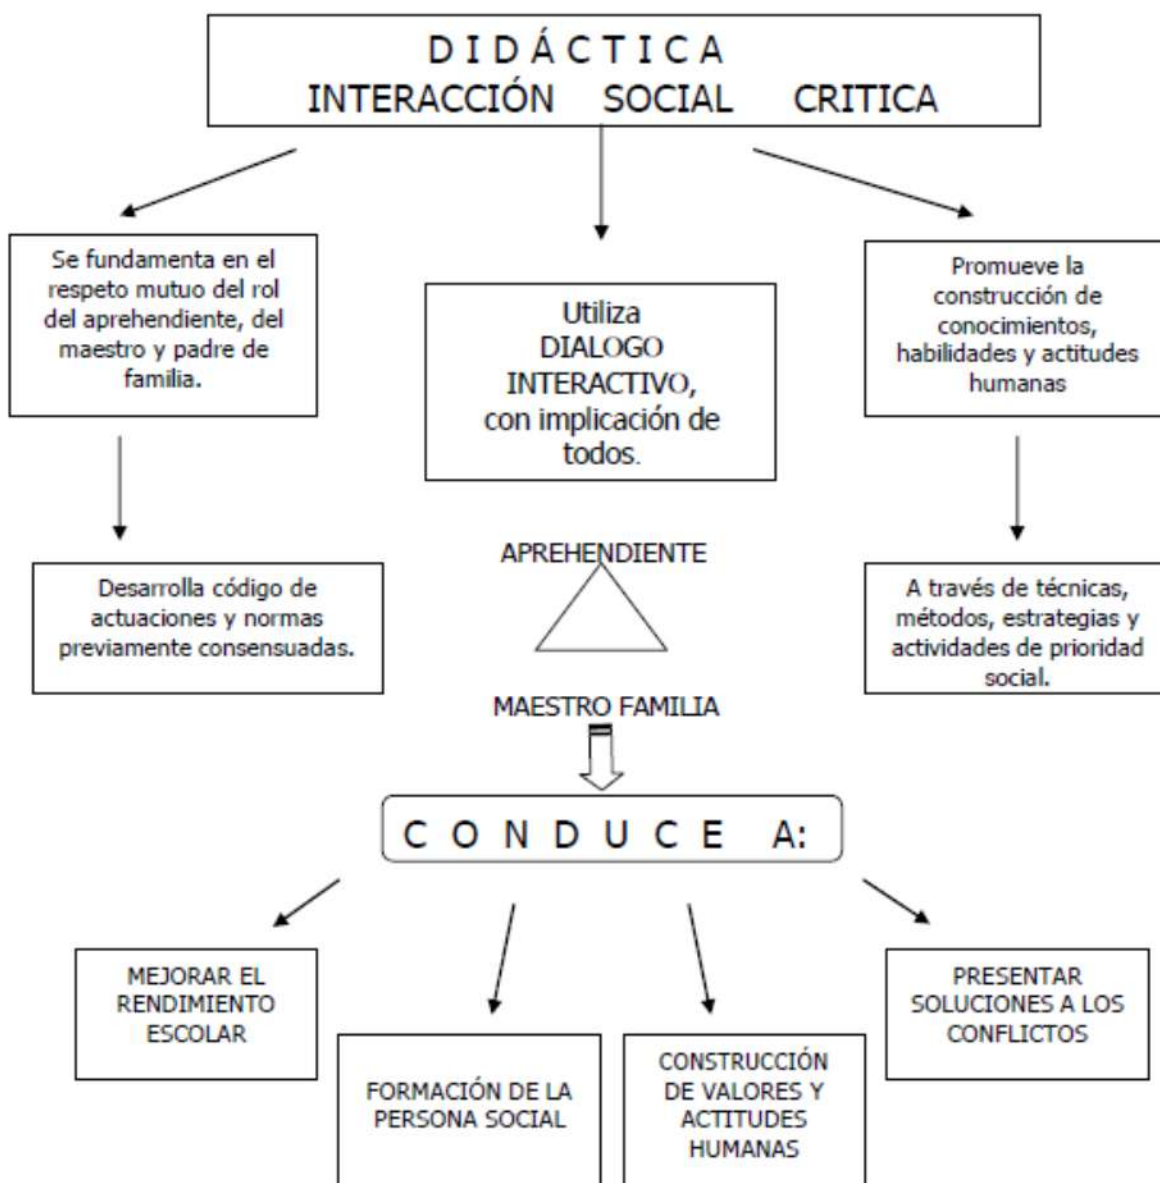 DIDÁCTICA
INTERACCIÓN SOCIAL CRITICA
Se fundamenta en el
respeto mutuo del rol
del aprehendiente, del
maestro y padre de
familia.
Utiliza
DIALOGO
INTERACTIVO,
con implicación de
todos.
Promueve la
construcción de
conocimientos,
habilidades y actitudes
humanas
Desarrolla código de
actuaciones y normas
previamente consensuadas.
APREHENDIENTE
A través de técnicas,
métodos, estrategias y
actividades de prioridad
social.
MAESTRO FAMILIA
CONDUCE A:
MEJORAR EL
RENDIMIENTO
ESCOLAR
FORMACIÓN DE LA
PERSONA SOCIAL
CONSTRUCCIÓN
DE VALORES Y
ACTITUDES
HUMANAS
PRESENTAR
SOLUCIONES A LOS
CONFLICTOS